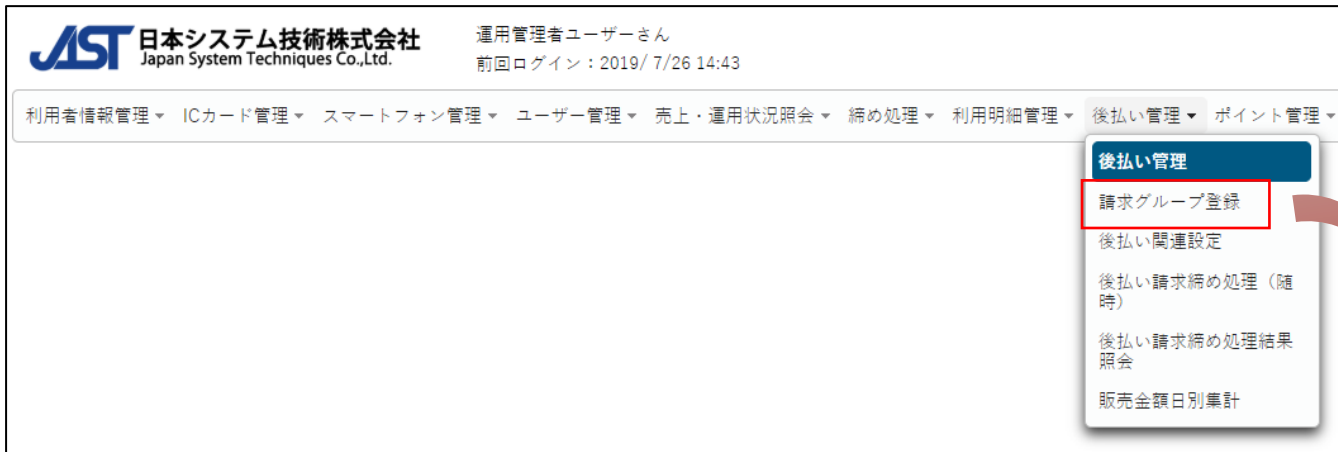 JAST 日本システム技術株式会社
Japan System Techniques Co.,Ltd.
運用管理者ユーザーさん
前回ログイン：2019/ 7/26 14:43
利用者情報管理 ICカード管理 スマートフォン管理 ユーザー管理 売上・運用状況照会 締め処理 利用明細管理 後払い管理 ポイント管理
後払い管理
請求グループ登録
後払い関連設定
後払い請求締め処理（随
時）
後払い請求締め処理結果
照会
販売金額日別集計